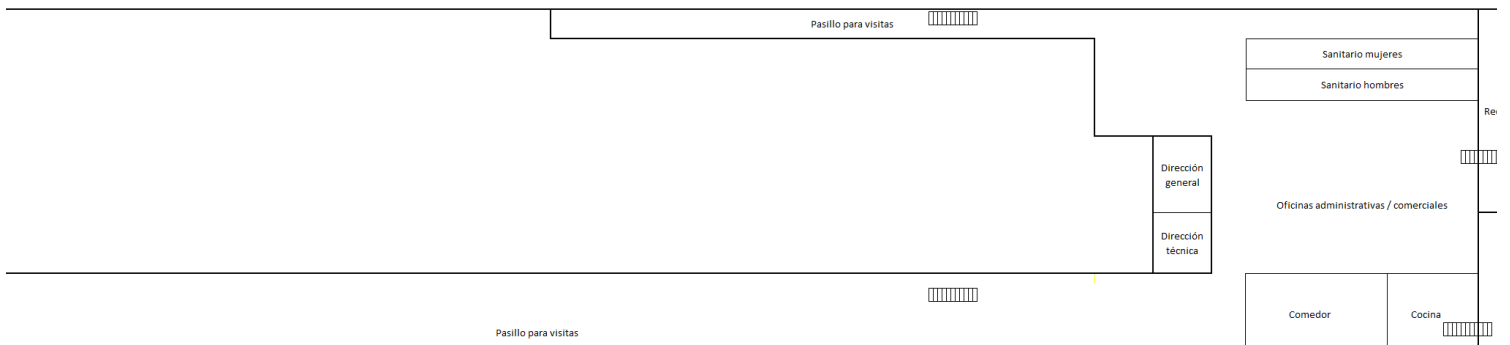 Pasillo para visitas
Sanitario mujeres
Sanitario hombres
Dirección
general
Oficinas administrativas / comerciales
Dirección
técnica
Comedor
Cocina
Pasillo para visitas